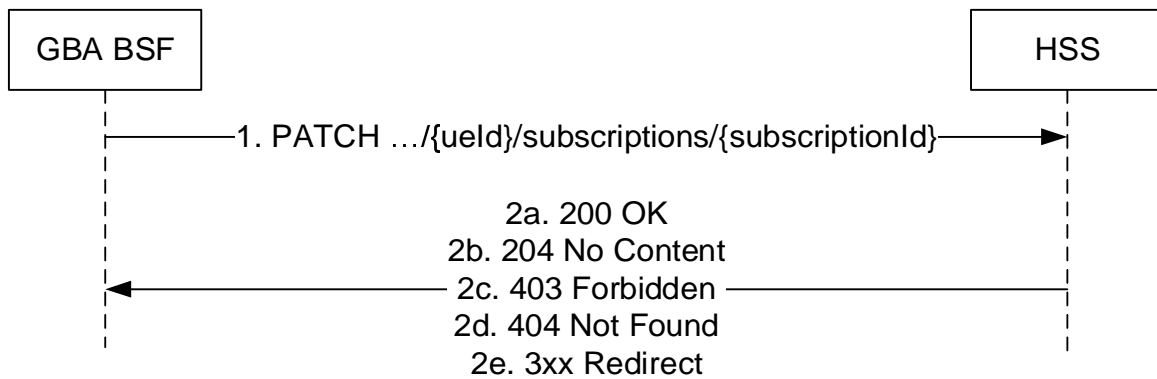 GBA BSF
HSS
1. PATCH …/{ueId}/subscriptions/{subscriptionId}
2a. 200 OK
2b. 204 No Content
2c. 403 Forbidden
2d. 404 Not Found
2e. 3xx Redirect